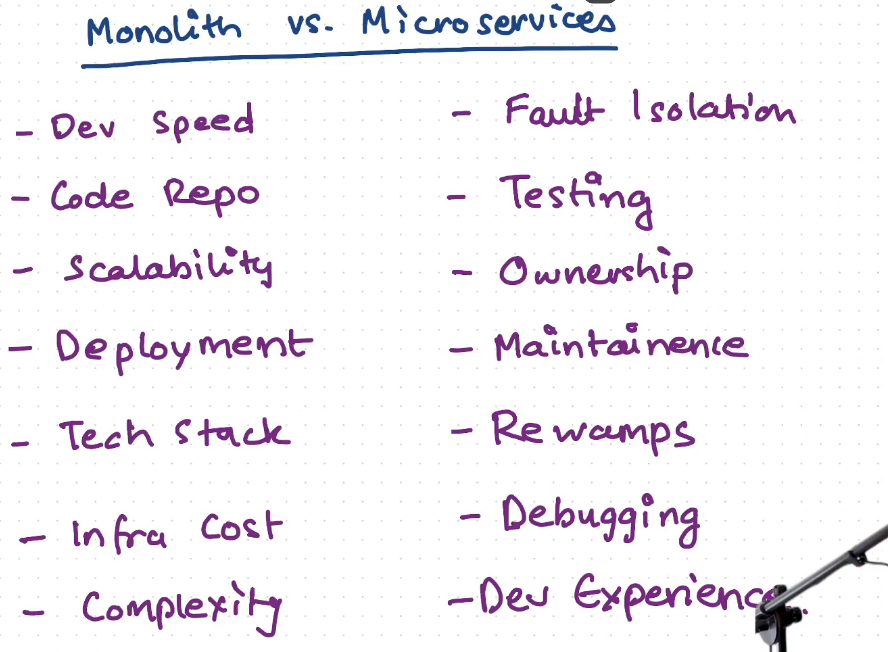 Monolith vs. Microservices
- Dev Speed
- Code Repo
- Scalability
- Deployment
- Tech Stack
- Infra Cost
- Complexity
- Fault Isolation
- Testing
- Ownership
- Maintainence
- Rewamps
- Debugging
- Dev Experience